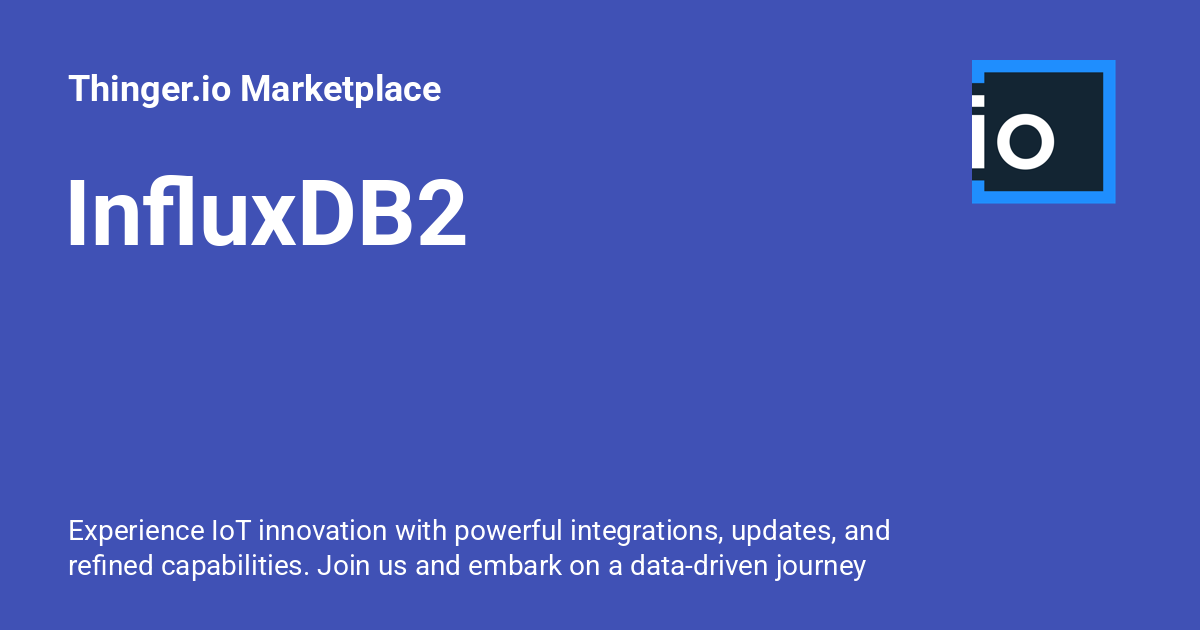 Thinger.io Marketplace
io
InfluxDB2
Experience IoT innovation with powerful integrations, updates, and
refined capabilities. Join us and embark on a data-driven journey